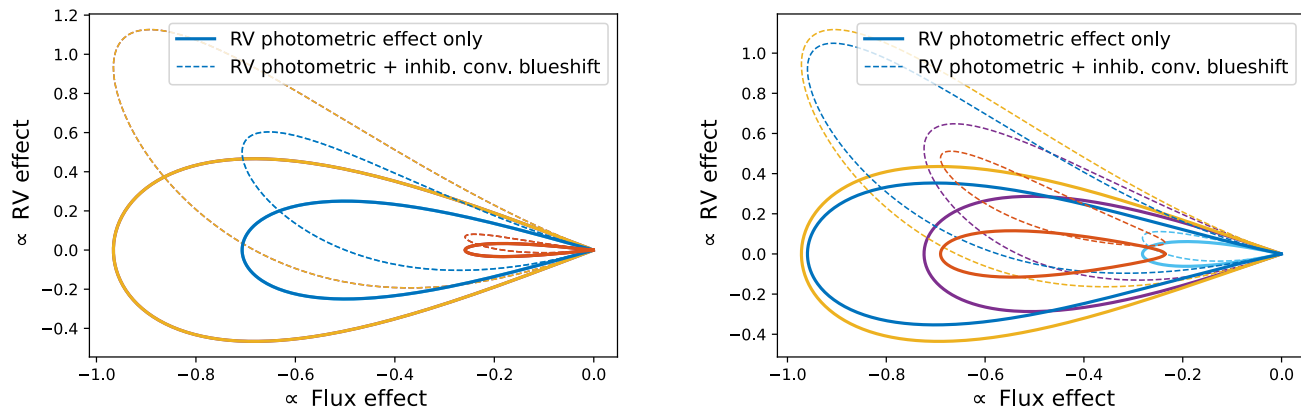 1.2
1.0
0.8
0.6
0.4
0.2
0.0
−0.2
−0.4
∝ RV effect
RV photometric effect only
RV photometric + inhib. conv. blueshift
−1.0 −0.8 −0.6 −0.4 −0.2 0.0
∝ Flux effect
1.0
0.8
0.6
0.4
0.2
0.0
−0.2
−0.4
∝ RV effect
RV photometric effect only
RV photometric + inhib. conv. blueshift
−1.0 −0.8 −0.6 −0.4 −0.2 0.0
∝ Flux effect